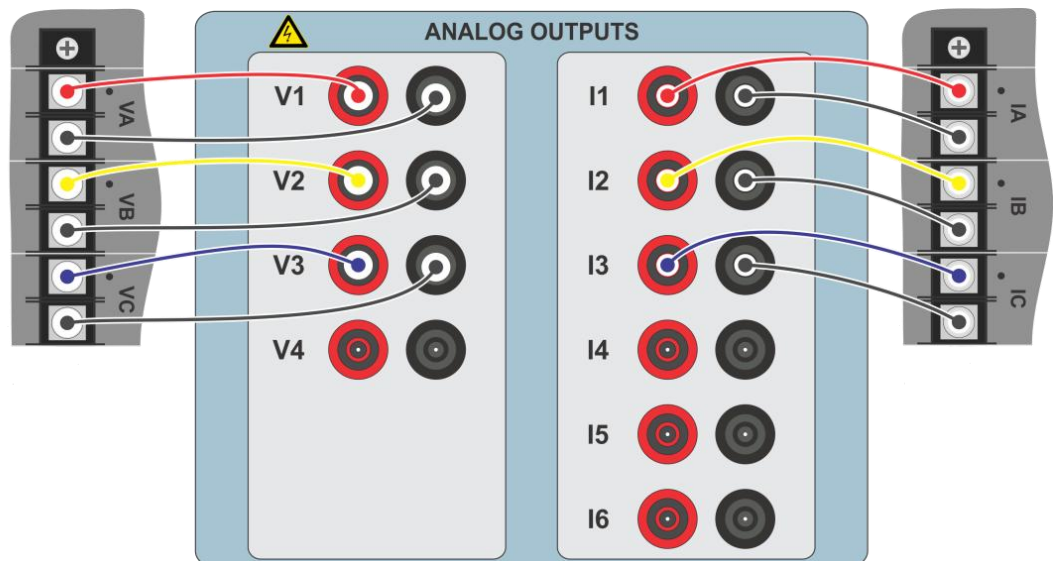 ANALOG OUTPUTS
V1
V2
V3
V4
I1
I2
I3
I4
I5
I6
VA
VB
VC
IA
IB
IC